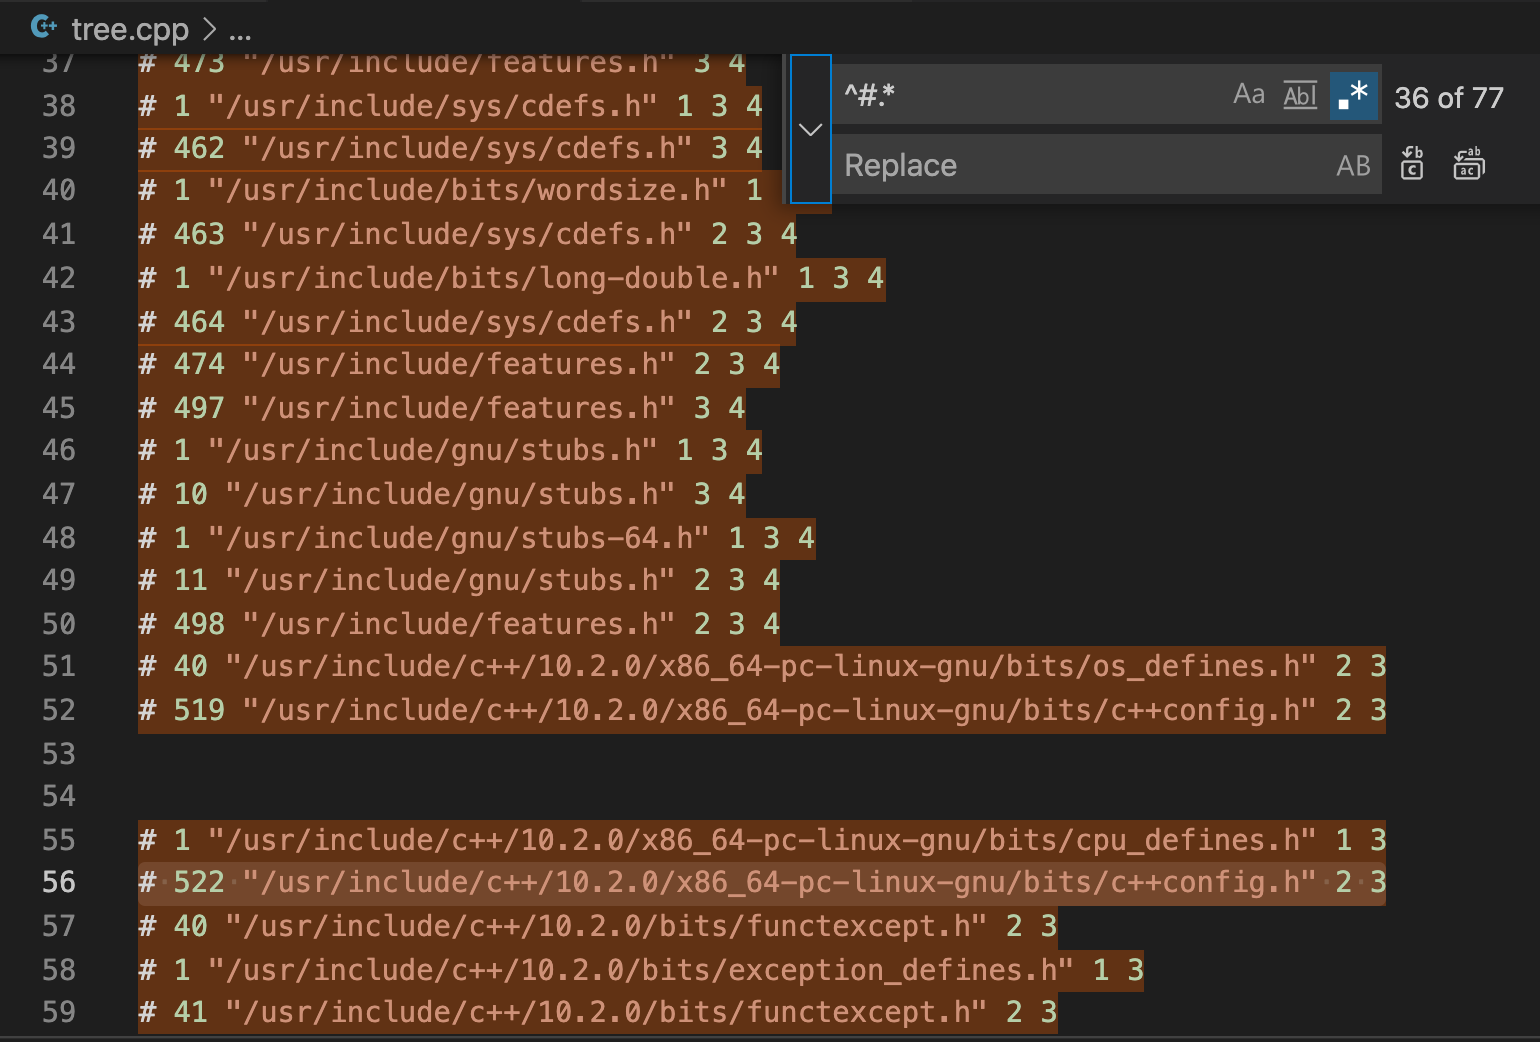 tree.cpp > ...
^#.* Aa Abl .* 36 of 77
Replace AB
37 # 473 "/usr/include/features.h" 3 4
38 # 1 "/usr/include/sys/cdefs.h" 1 3 4
39 # 462 "/usr/include/sys/cdefs.h" 3 4
40 # 1 "/usr/include/bits/wordsize.h" 1
41 # 463 "/usr/include/sys/cdefs.h" 2 3 4
42 # 1 "/usr/include/bits/long-double.h" 1 3 4
43 # 464 "/usr/include/sys/cdefs.h" 2 3 4
44 # 474 "/usr/include/features.h" 2 3 4
45 # 497 "/usr/include/features.h" 3 4
46 # 1 "/usr/include/gnu/stubs.h" 1 3 4
47 # 10 "/usr/include/gnu/stubs.h" 3 4
48 # 1 "/usr/include/gnu/stubs-64.h" 1 3 4
49 # 11 "/usr/include/gnu/stubs.h" 2 3 4
50 # 498 "/usr/include/features.h" 2 3 4
51 # 40 "/usr/include/c++/10.2.0/x86_64-pc-linux-gnu/bits/os_defines.h" 2 3
52 # 519 "/usr/include/c++/10.2.0/x86_64-pc-linux-gnu/bits/c++config.h" 2 3
53
54
55 # 1 "/usr/include/c++/10.2.0/x86_64-pc-linux-gnu/bits/cpu_defines.h" 1 3
56 # 522 "/usr/include/c++/10.2.0/x86_64-pc-linux-gnu/bits/c++config.h" 2 3
57 # 40 "/usr/include/c++/10.2.0/bits/functexcept.h" 2 3
58 # 1 "/usr/include/c++/10.2.0/bits/exception_defines.h" 1 3
59 # 41 "/usr/include/c++/10.2.0/bits/functexcept.h" 2 3